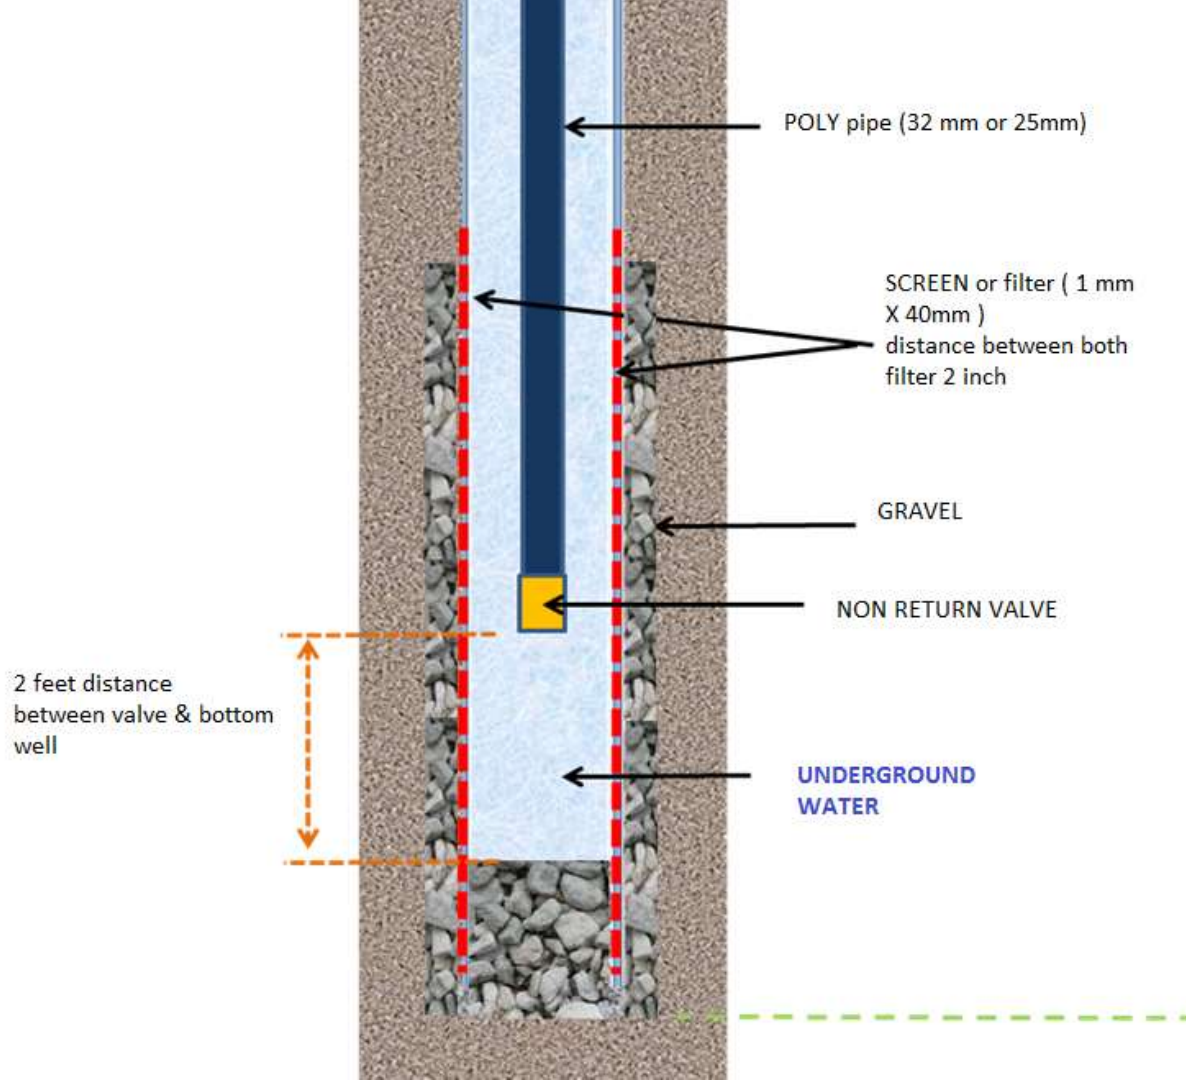 POLY pipe (32 mm or 25mm)
SCREEN or filter ( 1 mm
X 40mm )
distance between both
filter 2 inch
GRAVEL
NON RETURN VALVE
2 feet distance
between valve & bottom
well
UNDERGROUND
WATER